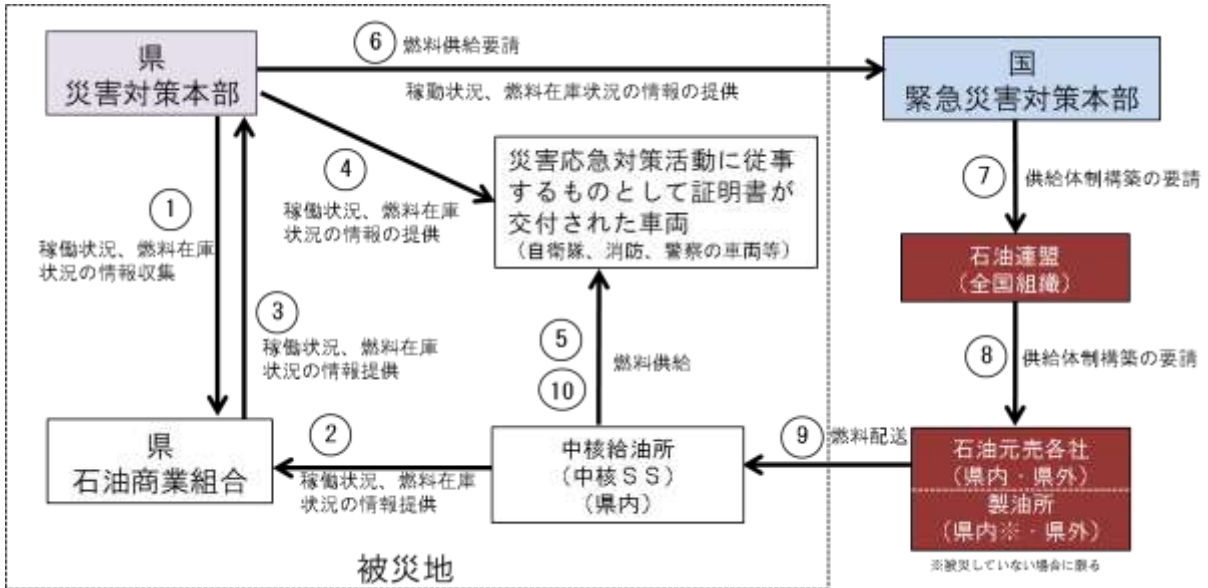 県
災害対策本部
⑥
燃料供給要請
稼動状況、燃料在庫状況の情報の提供
国
緊急災害対策本部
①
稼働状況、燃料在庫
状況の情報収集
④
稼働状況、燃料在庫
状況の情報の提供
災害応急対策活動に従事
するものとして証明書が
交付された車両
（自衛隊、消防、警察の車両等）
⑦
供給体制構築の要請
石油連盟
（全国組織）
③
稼働状況、燃料在庫
状況の情報提供
⑤
⑩
燃料供給
⑧
供給体制構築の要請
県
石油商業組合
②
稼働状況、燃料在庫
状況の情報提供
中核給油所
（中核ＳＳ）
（県内）
⑨
燃料配送
石油元売各社
（県内・県外）
製油所
（県内※・県外）
※被災していない場合に限る
被災地